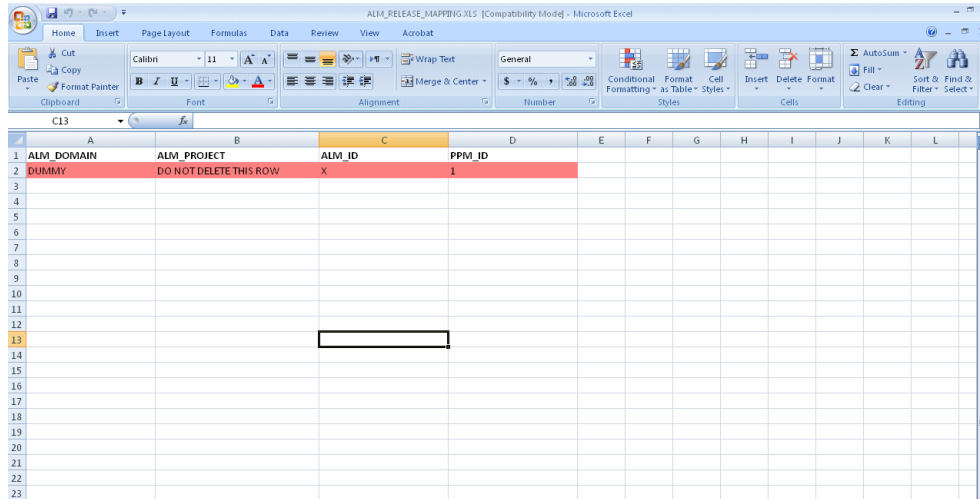 ALM_RELEASE_MAPPING.XLS [Compatibility Mode] - Microsoft Excel
Home Insert Page Layout Formulas Data Review View Acrobat
Paste Cut Copy Format Painter Clipboard
Calibri 11 A A B I U A Font
Wrap Text Merge & Center Alignment
General $ % , .0 .00 .00 .0 Number
Conditional Formatting Format as Table Cell Styles Styles
Insert Delete Format Cells
Σ AutoSum Fill Clear Sort & Filter Find & Select Editing
C13 fx
A B C D E F G H I J K L
1 ALM_DOMAIN ALM_PROJECT ALM_ID PPM_ID
2 DUMMY DO NOT DELETE THIS ROW X 1
3
4
5
6
7
8
9
10
11
12
13
14
15
16
17
18
19
20
21
22
23